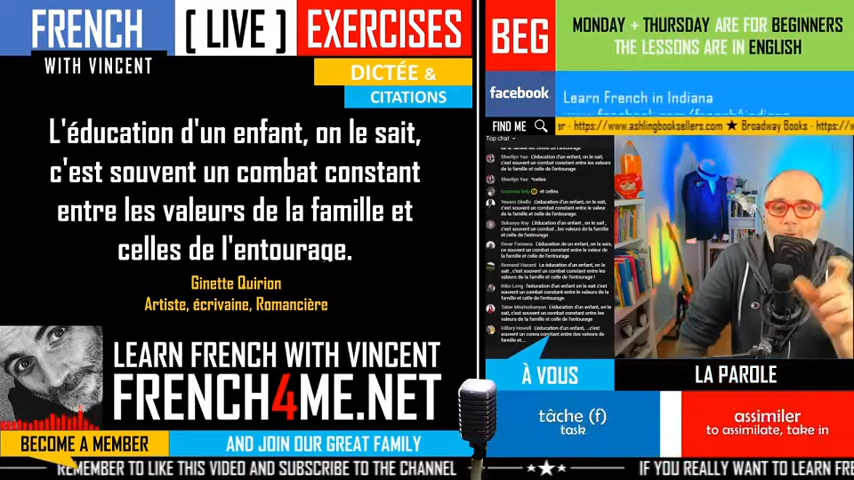 FRENCH
WITH VINCENT
[ LIVE ]
EXERCISES
DICTÉE &
CITATIONS
L'éducation d'un enfant, on le sait,
c'est souvent un combat constant
entre les valeurs de la famille et
celles de l'entourage.
Ginette Quirion
Artiste, écrivaine, Romancière
LEARN FRENCH WITH VINCENT
FRENCH4ME.NET
BECOME A MEMBER
AND JOIN OUR GREAT FAMILY
REMEMBER TO LIKE THIS VIDEO AND SUBSCRIBE TO THE CHANNEL
IF YOU REALLY WANT TO LEARN FRE
BEG
MONDAY + THURSDAY ARE FOR BEGINNERS
THE LESSONS ARE IN ENGLISH
facebook.
Learn French in Indiana
FIND ME
er - https://www.ashlingbooksellers.com ★ Broadway Books - https://w
Top chat
*celles
et celles
À VOUS
LA PAROLE
tâche (f)
task
assimiler
to assimilate, take in